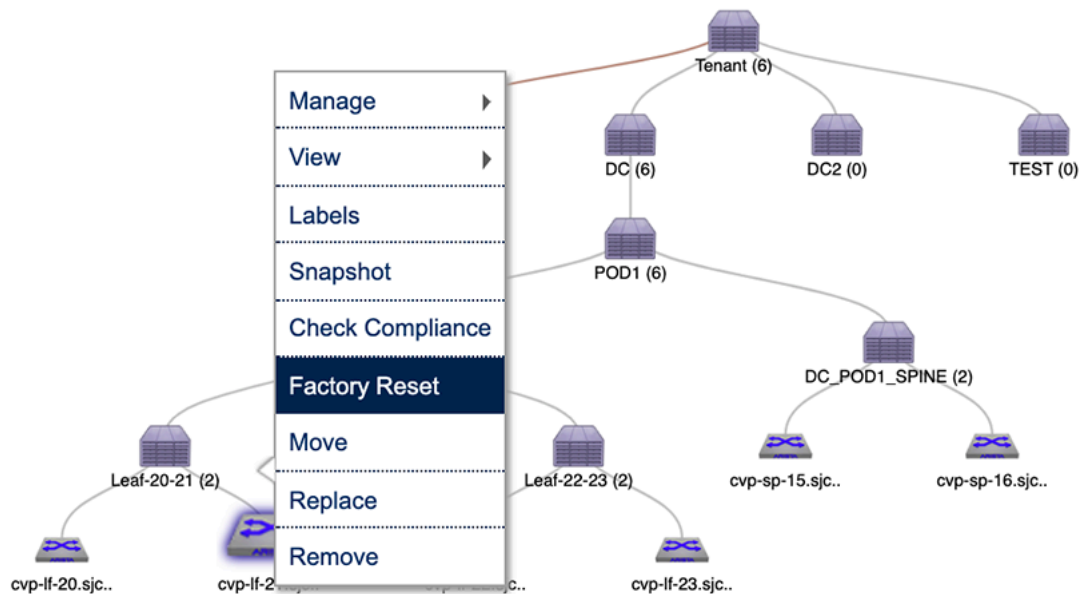 Tenant (6)
Manage
View
Labels
Snapshot
Check Compliance
Factory Reset
Move
Replace
Remove
DC (6)
DC2 (0)
TEST (0)
POD1 (6)
DC_POD1_SPINE (2)
Leaf-20-21 (2)
Leaf-22-23 (2)
cvp-sp-15.sjc..
cvp-sp-16.sjc..
cvp-lf-20.sjc..
cvp-lf-23.sjc..